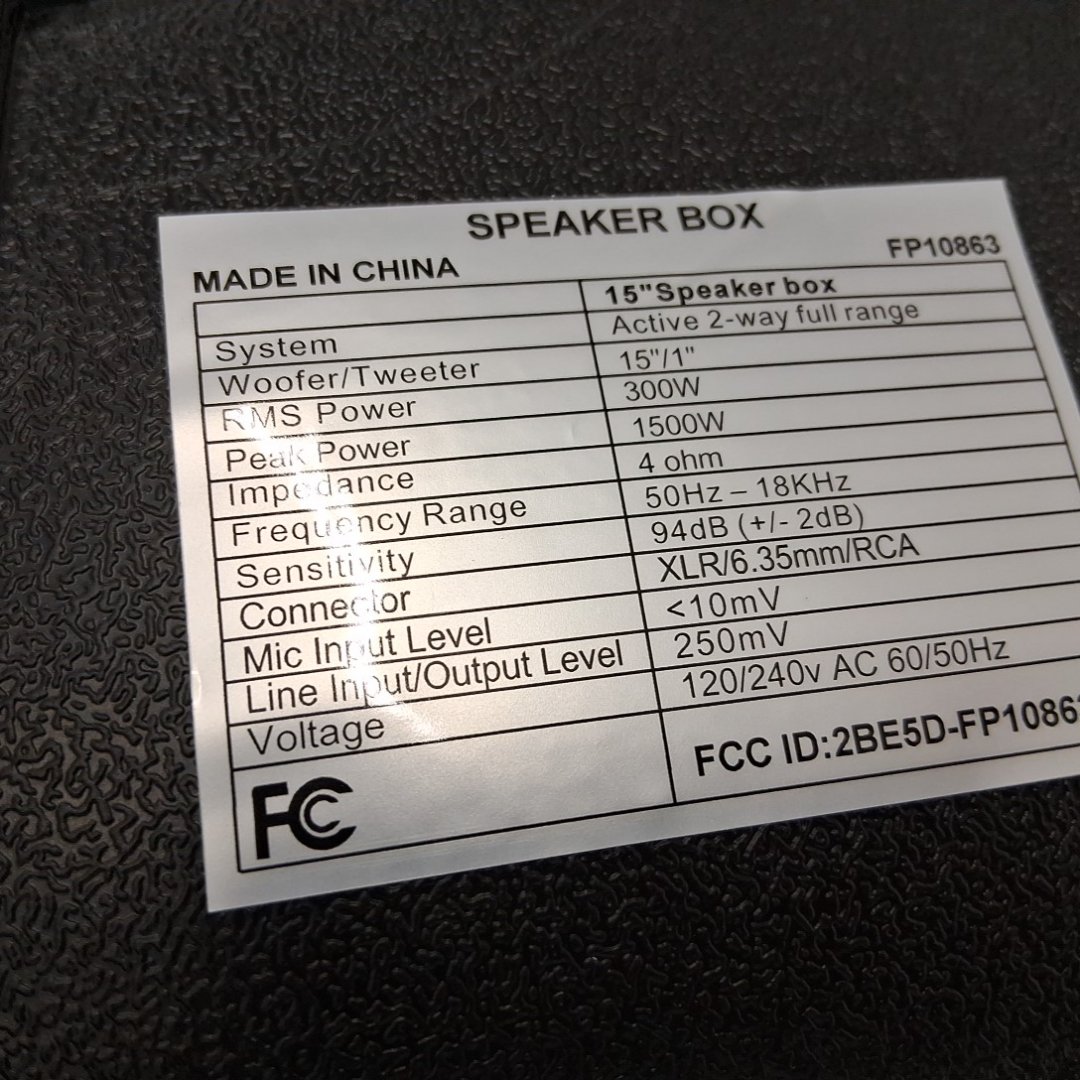 SPEAKER BOX
MADE IN CHINA FP10863
15"Speaker box
System Active 2-way full range
Woofer/Tweeter 15"/1"
RMS Power 300W
Peak Power 1500W
Impedance 4 ohm
Frequency Range 50Hz – 18KHz
Sensitivity 94dB (+/- 2dB)
Connector XLR/6.35mm/RCA
Mic Input Level <10mV
Line Input/Output Level 250mV
Voltage 120/240v AC 60/50Hz
FC FCC ID:2BE5D-FP10863